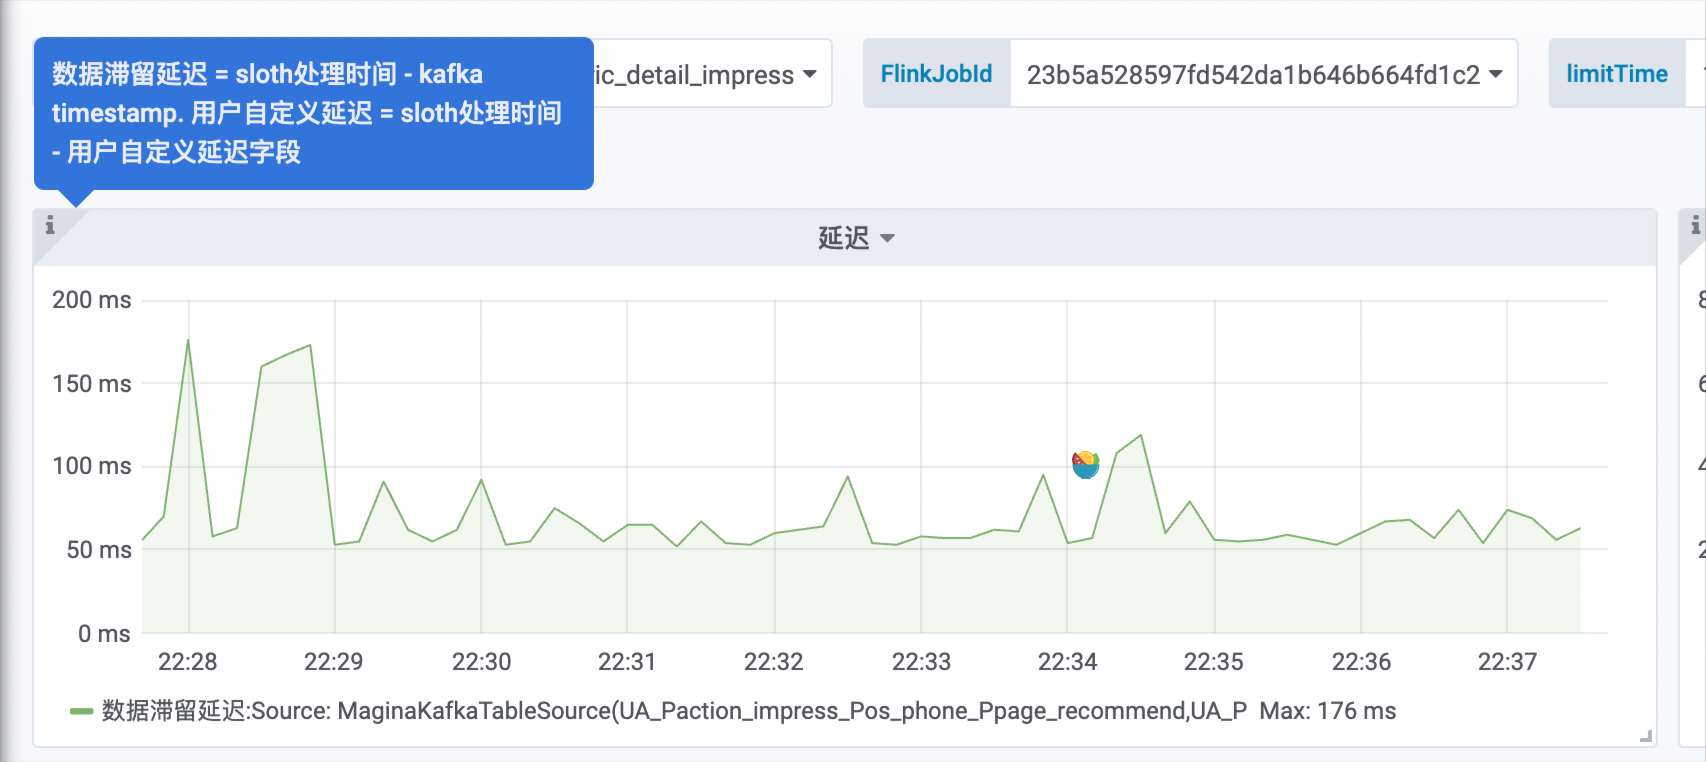 数据滞留延迟 = sloth处理时间 - kafka
timestamp. 用户自定义延迟 = sloth处理时间
- 用户自定义延迟字段
ic_detail_impress
FlinkJobId
23b5a528597fd542da1b646b664fd1c2
limitTime
延迟
200 ms
150 ms
100 ms
50 ms
0 ms
22:28
22:29
22:30
22:31
22:32
22:33
22:34
22:35
22:36
22:37
数据滞留延迟:Source: MaginaKafkaTableSource(UA_Paction_impress_Pos_phone_Ppage_recommend,UA_P Max: 176 ms